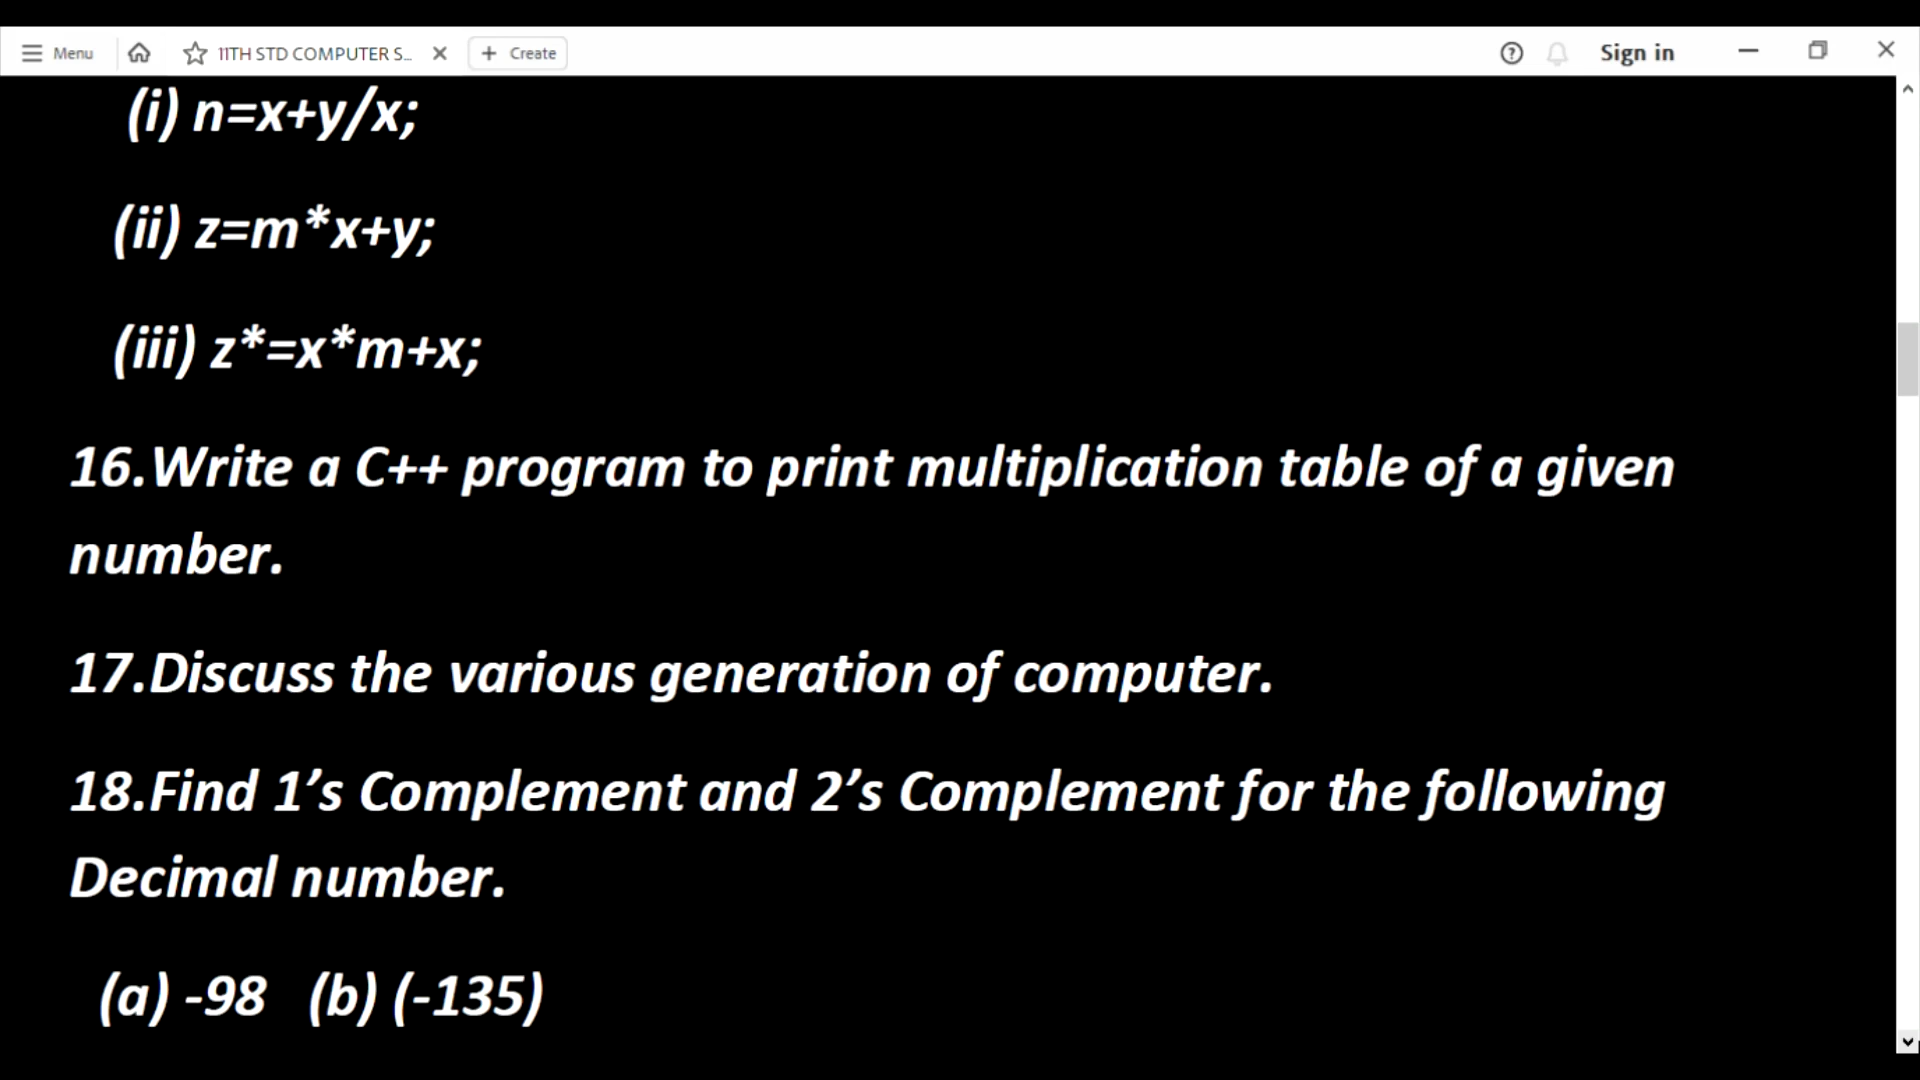 Menu 11TH STD COMPUTER S... Create Sign in
(i) n=x+y/x;
(ii) z=m*x+y;
(iii) z*=x*m+x;
16.Write a C++ program to print multiplication table of a given
number.
17.Discuss the various generation of computer.
18.Find 1’s Complement and 2’s Complement for the following
Decimal number.
(a) -98 (b) (-135)